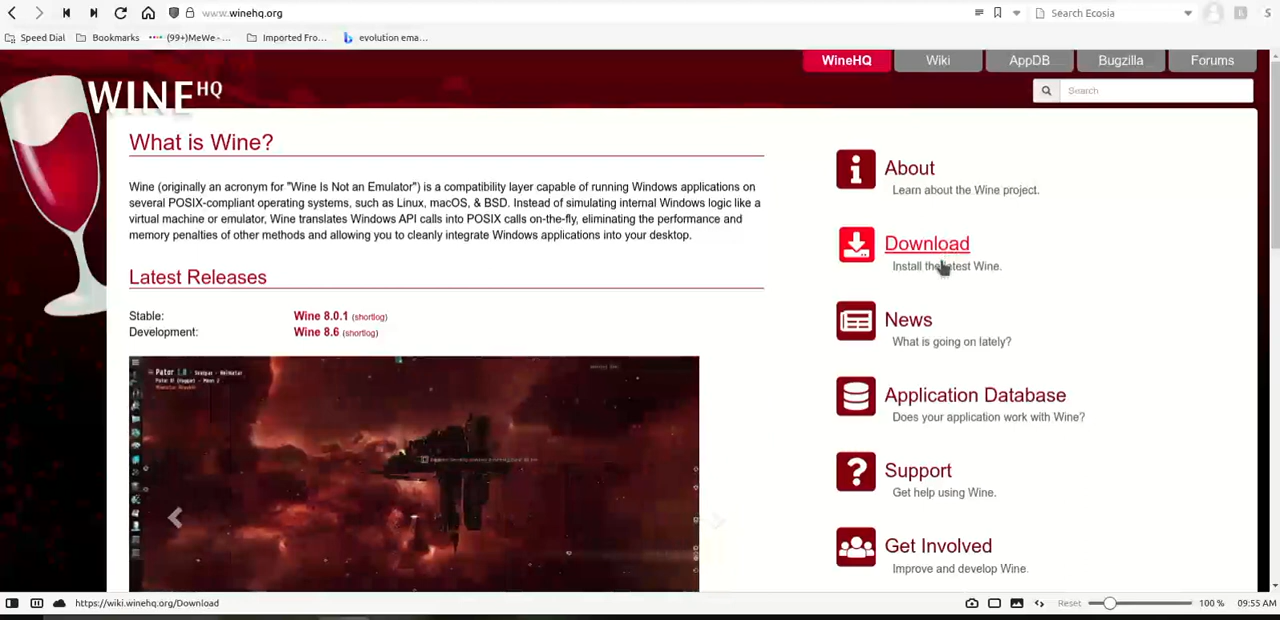 www.winehq.org
Search Ecosia
Speed Dial
Bookmarks
(99+)MeWe -...
Imported Fro...
evolution ema...
WineHQ
Wiki
AppDB
Bugzilla
Forums
WINE HQ
Search
What is Wine?
Wine (originally an acronym for "Wine Is Not an Emulator") is a compatibility layer capable of running Windows applications on
several POSIX-compliant operating systems, such as Linux, macOS, & BSD. Instead of simulating internal Windows logic like a
virtual machine or emulator, Wine translates Windows API calls into POSIX calls on-the-fly, eliminating the performance and
memory penalties of other methods and allowing you to cleanly integrate Windows applications into your desktop.
Latest Releases
Stable: Wine 8.0.1 (shortlog)
Development: Wine 8.6 (shortlog)
Pator 1.0
About
Learn about the Wine project.
Download
Install the latest Wine.
News
What is going on lately?
Application Database
Does your application work with Wine?
Support
Get help using Wine.
Get Involved
Improve and develop Wine.
https://wiki.winehq.org/Download
Reset
100 %
09:55 AM